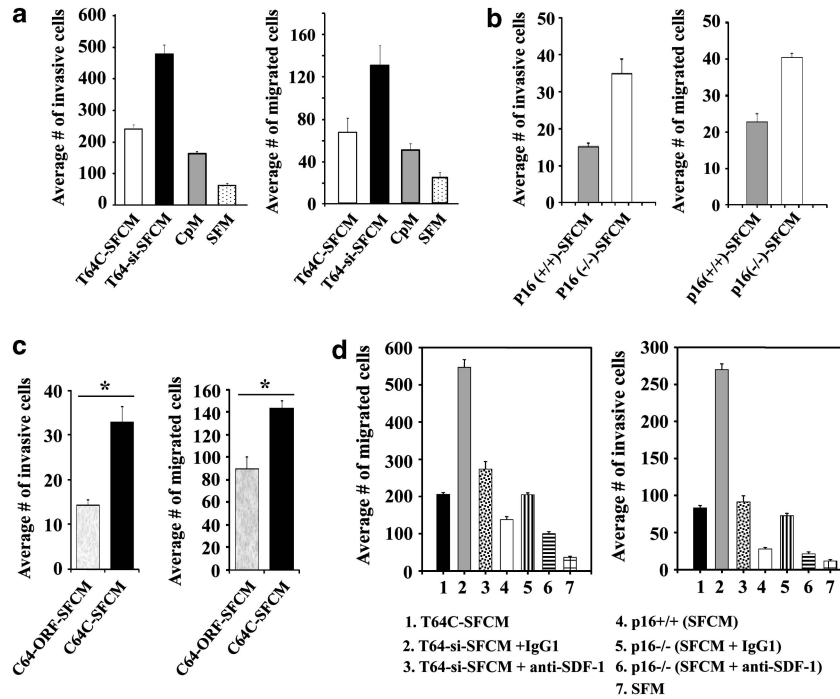 a
Average # of invasive cells
600
500
400
300
200
100
0
T64C-SFCM
T64-si-SFCM
CpM
SFM
Average # of migrated cells
160
120
80
40
0
T64C-SFCM
T64-si-SFCM
CpM
SFM
b
Average # of invasive cells
50
40
30
20
10
0
P16 (+/+)-SFCM
P16 (-/-)-SFCM
Average # of migrated cells
50
40
30
20
10
0
p16(+/+)-SFCM
p16(-/-)-SFCM
c
Average # of invasive cells
40
30
20
10
0
*
C64-ORF-SFCM
C64C-SFCM
Average # of migrated cells
160
140
120
100
80
60
40
20
0
*
C64-ORF-SFCM
C64C-SFCM
d
Average # of migrated cells
600
500
400
300
200
100
0
1 2 3 4 5 6 7
Average # of invasive cells
300
250
200
150
100
50
0
1 2 3 4 5 6 7
1. T64C-SFCM
2. T64-si-SFCM +IgG1
3. T64-si-SFCM + anti-SDF-1
4. p16+/+ (SFCM)
5. p16-/- (SFCM + IgG1)
6. p16-/- (SFCM + anti-SDF-1)
7. SFM